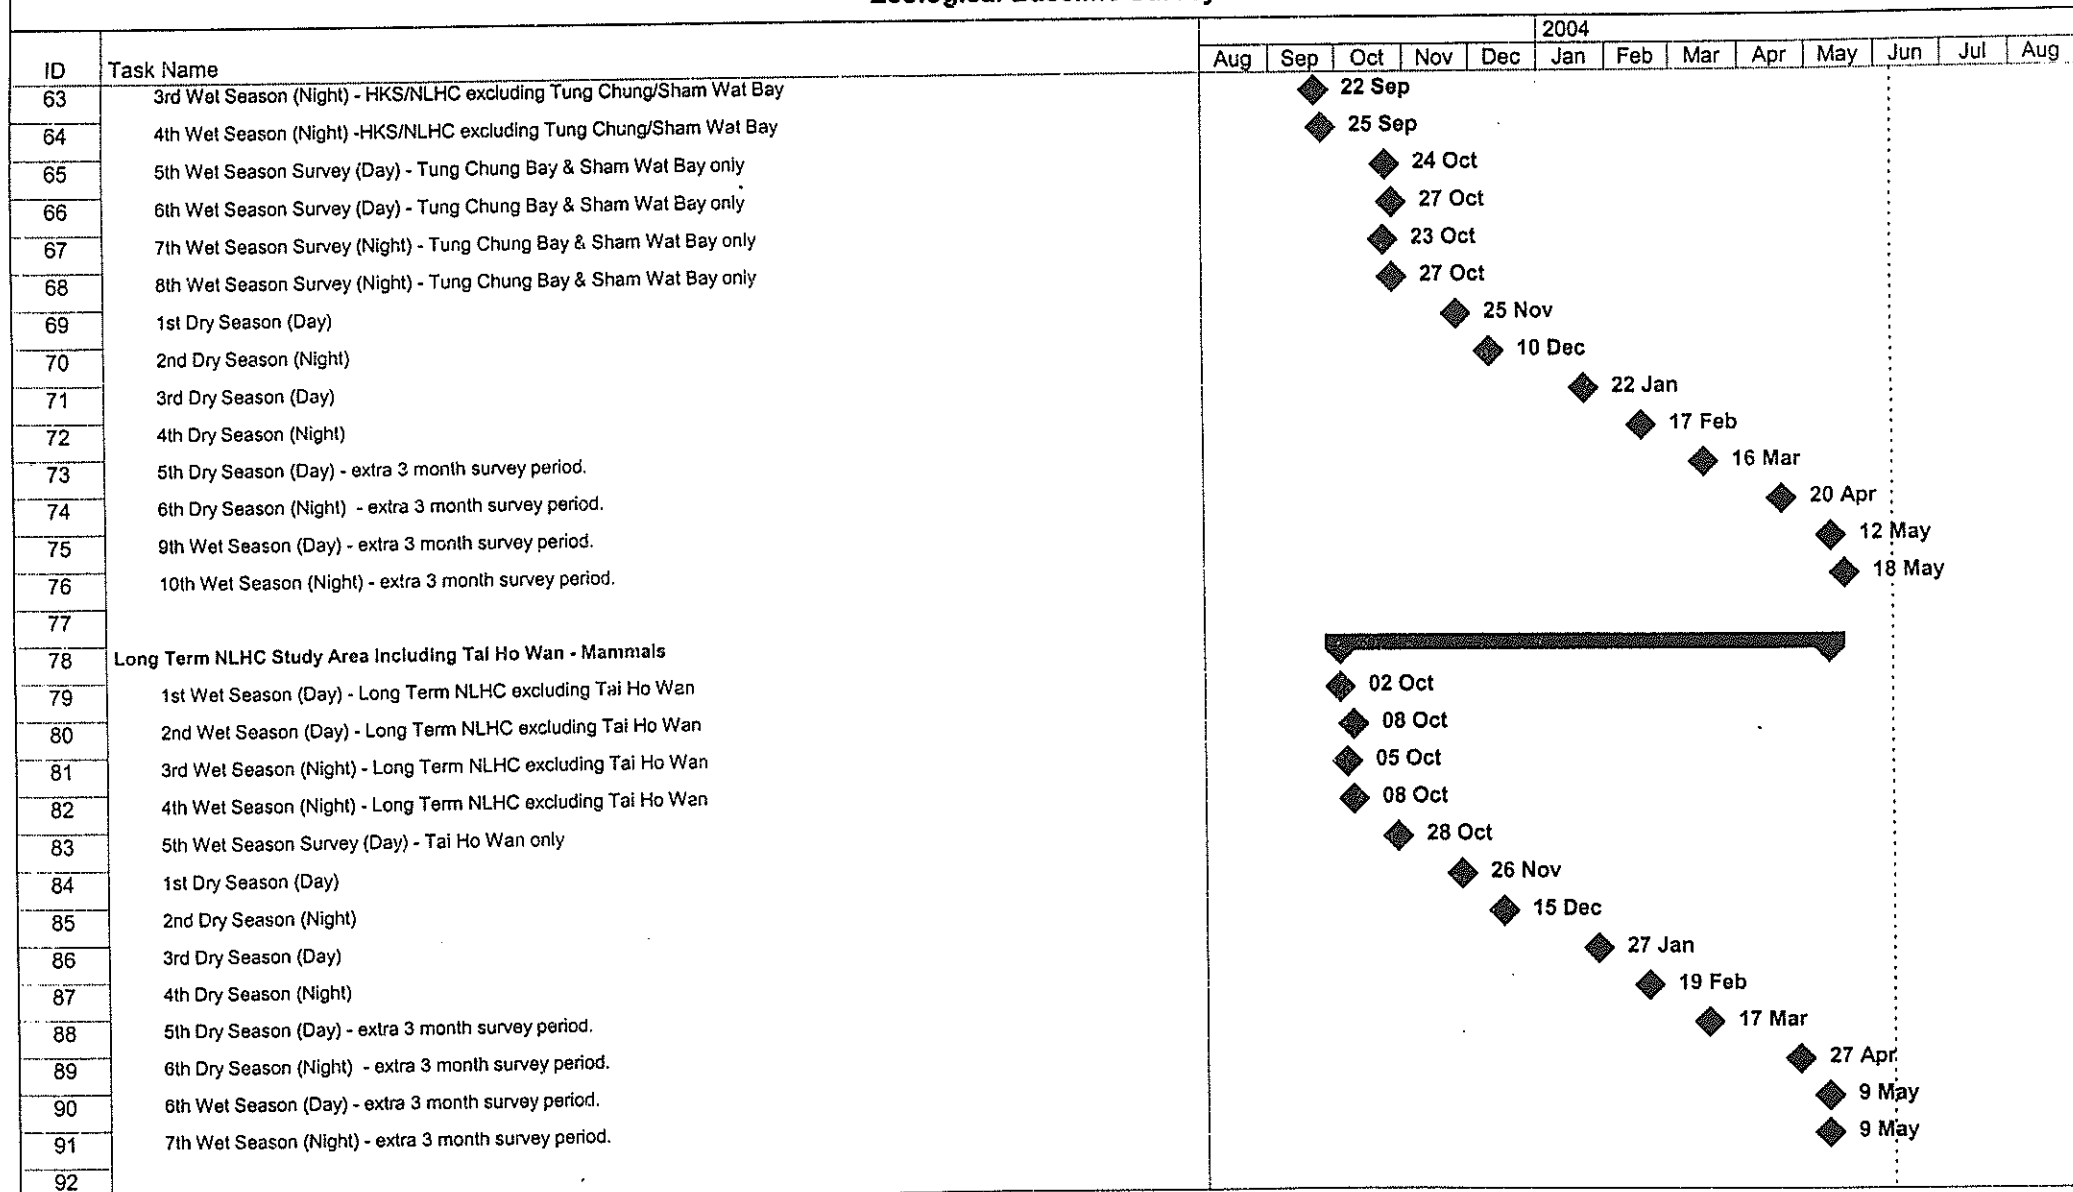 2004
Aug Sep Oct Nov Dec Jan Feb Mar Apr May Jun Jul Aug
ID Task Name
63 3rd Wet Season (Night) - HKS/NLHC excluding Tung Chung/Sham Wat Bay 22 Sep
64 4th Wet Season (Night) -HKS/NLHC excluding Tung Chung/Sham Wat Bay 25 Sep
65 5th Wet Season Survey (Day) - Tung Chung Bay & Sham Wat Bay only 24 Oct
66 6th Wet Season Survey (Day) - Tung Chung Bay & Sham Wat Bay only 27 Oct
67 7th Wet Season Survey (Night) - Tung Chung Bay & Sham Wat Bay only 23 Oct
68 8th Wet Season Survey (Night) - Tung Chung Bay & Sham Wat Bay only 27 Oct
69 1st Dry Season (Day) 25 Nov
70 2nd Dry Season (Night) 10 Dec
71 3rd Dry Season (Day) 22 Jan
72 4th Dry Season (Night) 17 Feb
73 5th Dry Season (Day) - extra 3 month survey period. 16 Mar
74 6th Dry Season (Night) - extra 3 month survey period. 20 Apr
75 9th Wet Season (Day) - extra 3 month survey period. 12 May
76 10th Wet Season (Night) - extra 3 month survey period. 18 May
77
78 Long Term NLHC Study Area Including Tai Ho Wan - Mammals
79 1st Wet Season (Day) - Long Term NLHC excluding Tai Ho Wan 02 Oct
80 2nd Wet Season (Day) - Long Term NLHC excluding Tai Ho Wan 08 Oct
81 3rd Wet Season (Night) - Long Term NLHC excluding Tai Ho Wan 05 Oct
82 4th Wet Season (Night) - Long Term NLHC excluding Tai Ho Wan 08 Oct
83 5th Wet Season Survey (Day) - Tai Ho Wan only 28 Oct
84 1st Dry Season (Day) 26 Nov
85 2nd Dry Season (Night) 15 Dec
86 3rd Dry Season (Day) 27 Jan
87 4th Dry Season (Night) 19 Feb
88 5th Dry Season (Day) - extra 3 month survey period. 17 Mar
89 6th Dry Season (Night) - extra 3 month survey period. 27 Apr
90 6th Wet Season (Day) - extra 3 month survey period. 9 May
91 7th Wet Season (Night) - extra 3 month survey period. 9 May
92